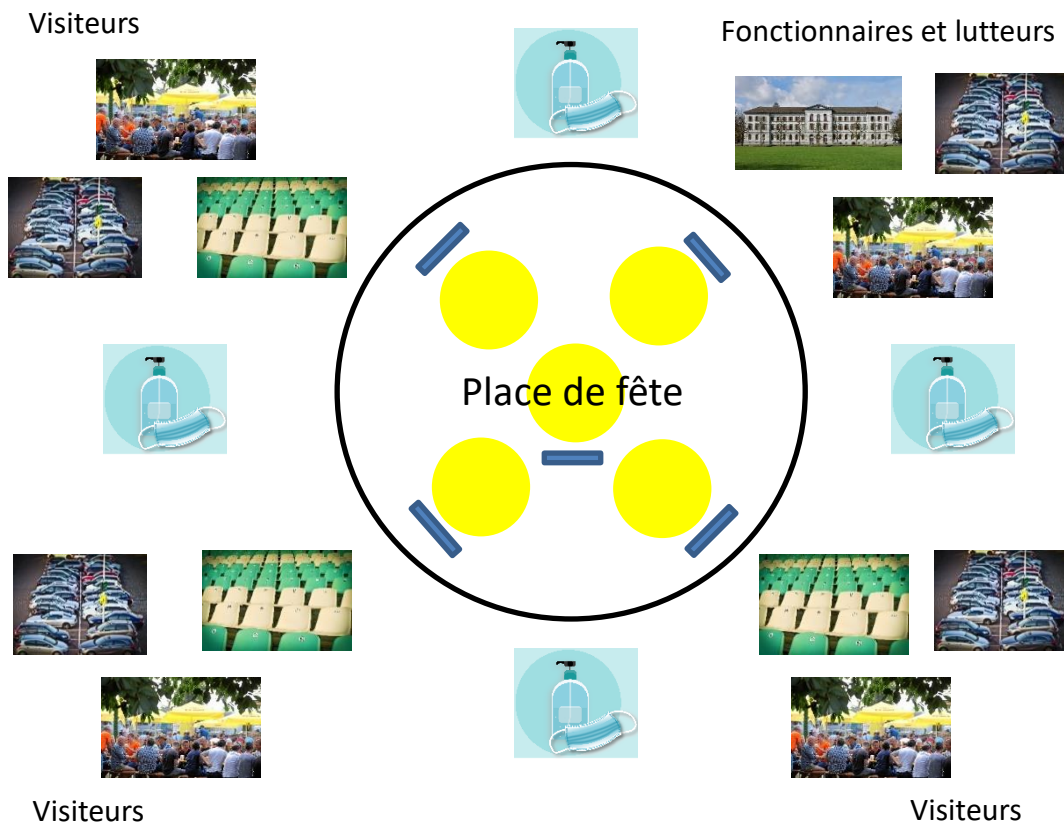 Visiteurs
Fonctionnaires et lutteurs
Place de fête
Visiteurs
Visiteurs